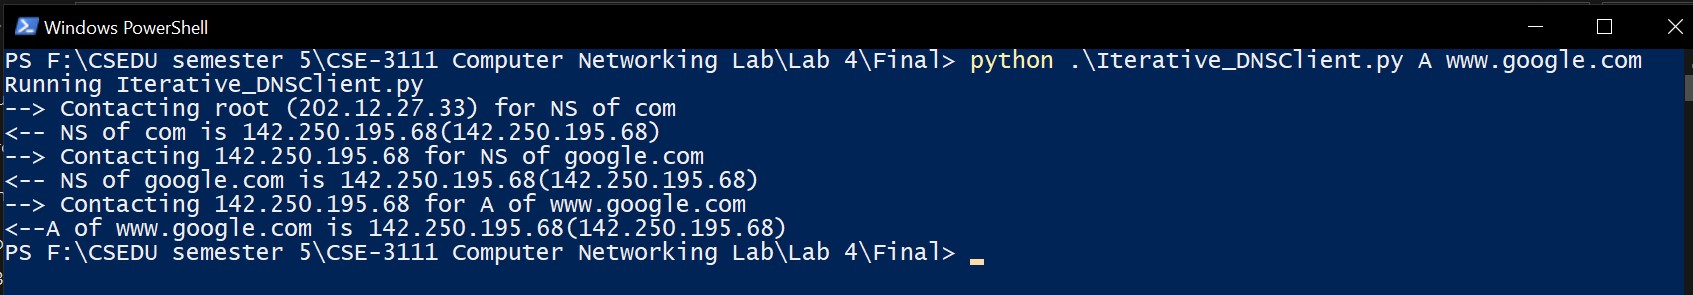 Windows PowerShell
PS F:\CSEDU semester 5\CSE-3111 Computer Networking Lab\Lab 4\Final> python .\Iterative_DNSClient.py A www.google.com
Running Iterative_DNSClient.py
--> Contacting root (202.12.27.33) for NS of com
<-- NS of com is 142.250.195.68(142.250.195.68)
--> Contacting 142.250.195.68 for NS of google.com
<-- NS of google.com is 142.250.195.68(142.250.195.68)
--> Contacting 142.250.195.68 for A of www.google.com
<--A of www.google.com is 142.250.195.68(142.250.195.68)
PS F:\CSEDU semester 5\CSE-3111 Computer Networking Lab\Lab 4\Final>